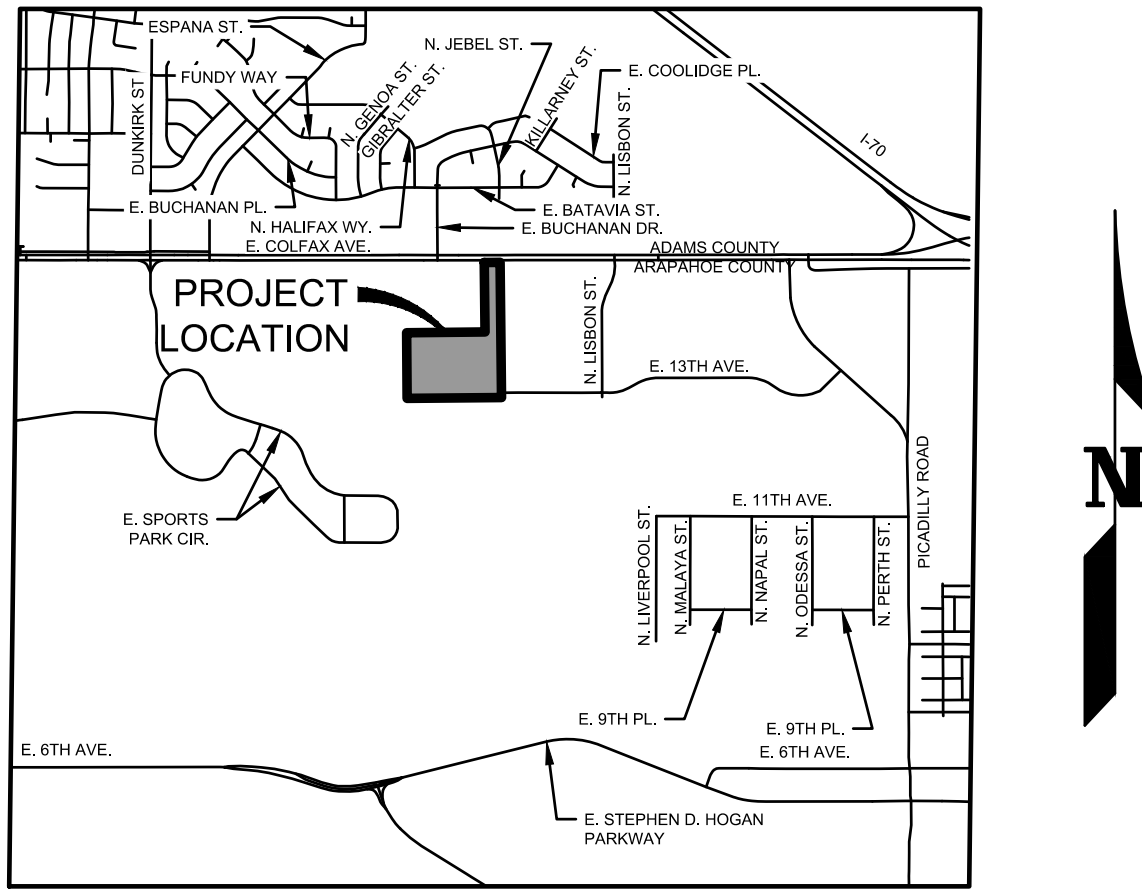 ESPANA ST.
N. JEBEL ST.
FUNDY WAY
N. GENOA ST.
GIBRALTER ST.
KILLARNEY ST.
E. COOLIDGE PL.
DUNKIRK ST
N. LISBON ST.
I-70
E. BUCHANAN PL.
N. HALIFAX WY.
E. BATAVIA ST.
E. BUCHANAN DR.
E. COLFAX AVE.
ADAMS COUNTY
ARAPAHOE COUNTY
PROJECT
LOCATION
N. LISBON ST.
E. 13TH AVE.
N
PICADILLY ROAD
E. 11TH AVE.
E. SPORTS
PARK CIR.
N. LIVERPOOL ST.
N. MALAYA ST.
N. NAPAL ST.
N. ODESSA ST.
N. PERTH ST.
E. 9TH PL.
E. 9TH PL.
E. 6TH AVE.
E. 6TH AVE.
E. STEPHEN D. HOGAN
PARKWAY